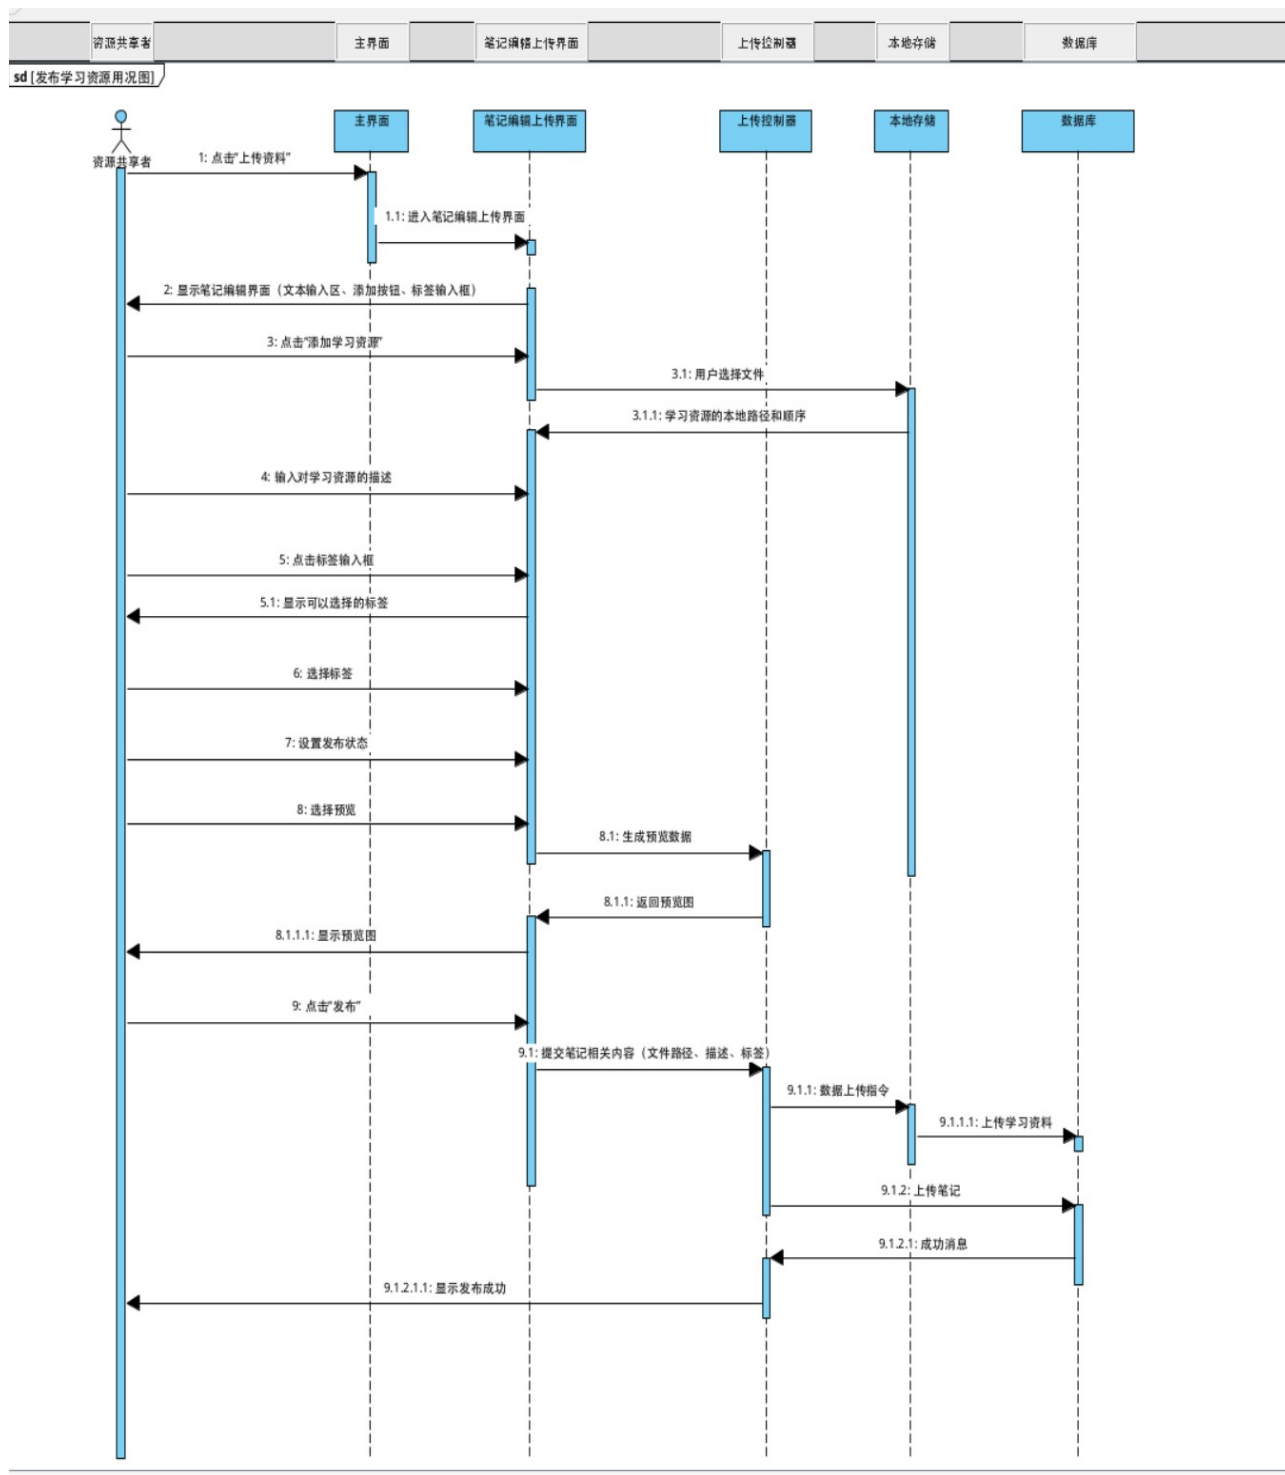 资源共享者
主界面
笔记编辑上传界面
上传控制器
本地存储
数据库
sd [发布学习资源用况图]
主界面
笔记编辑上传界面
上传控制器
本地存储
数据库
资源共享者
1: 点击“上传资料”
1.1: 进入笔记编辑上传界面
2: 显示笔记编辑界面（文本输入区、添加按钮、标签输入框）
3: 点击“添加学习资源”
3.1: 用户选择文件
3.1.1: 学习资源的本地路径和顺序
4: 输入对学习资源的描述
5: 点击标签输入框
5.1: 显示可以选择的标签
6: 选择标签
7: 设置发布状态
8: 选择预览
8.1: 生成预览数据
8.1.1: 返回预览图
8.1.1.1: 显示预览图
9: 点击“发布”
9.1: 提交笔记相关内容（文件路径、描述、标签）
9.1.1: 数据上传指令
9.1.1.1: 上传学习资料
9.1.2: 上传笔记
9.1.2.1: 成功消息
9.1.2.1.1: 显示发布成功